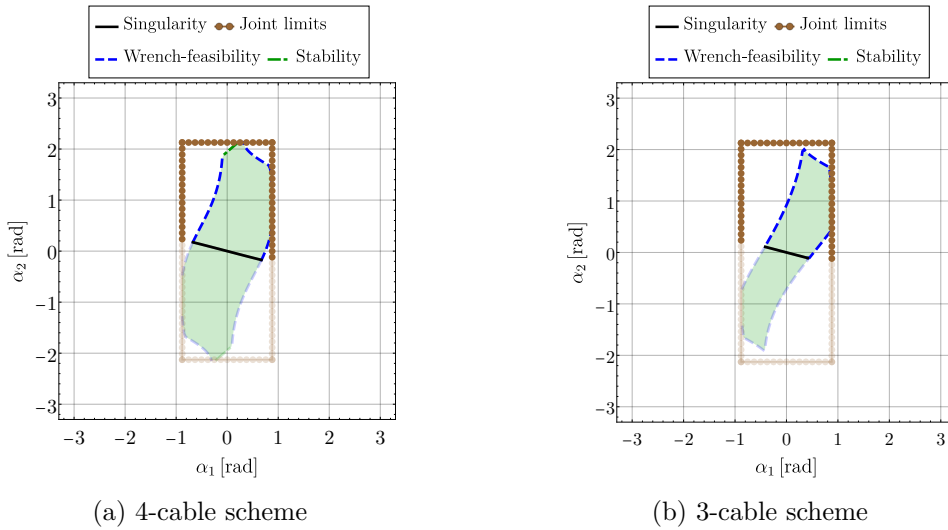 Singularity Joint limits
Wrench-feasibility Stability
3
2
1
0
−1
−2
−3
α2 [rad]
−3 −2 −1 0 1 2 3
α1 [rad]
(a) 4-cable scheme
Singularity Joint limits
Wrench-feasibility Stability
3
2
1
0
−1
−2
−3
α2 [rad]
−3 −2 −1 0 1 2 3
α1 [rad]
(b) 3-cable scheme